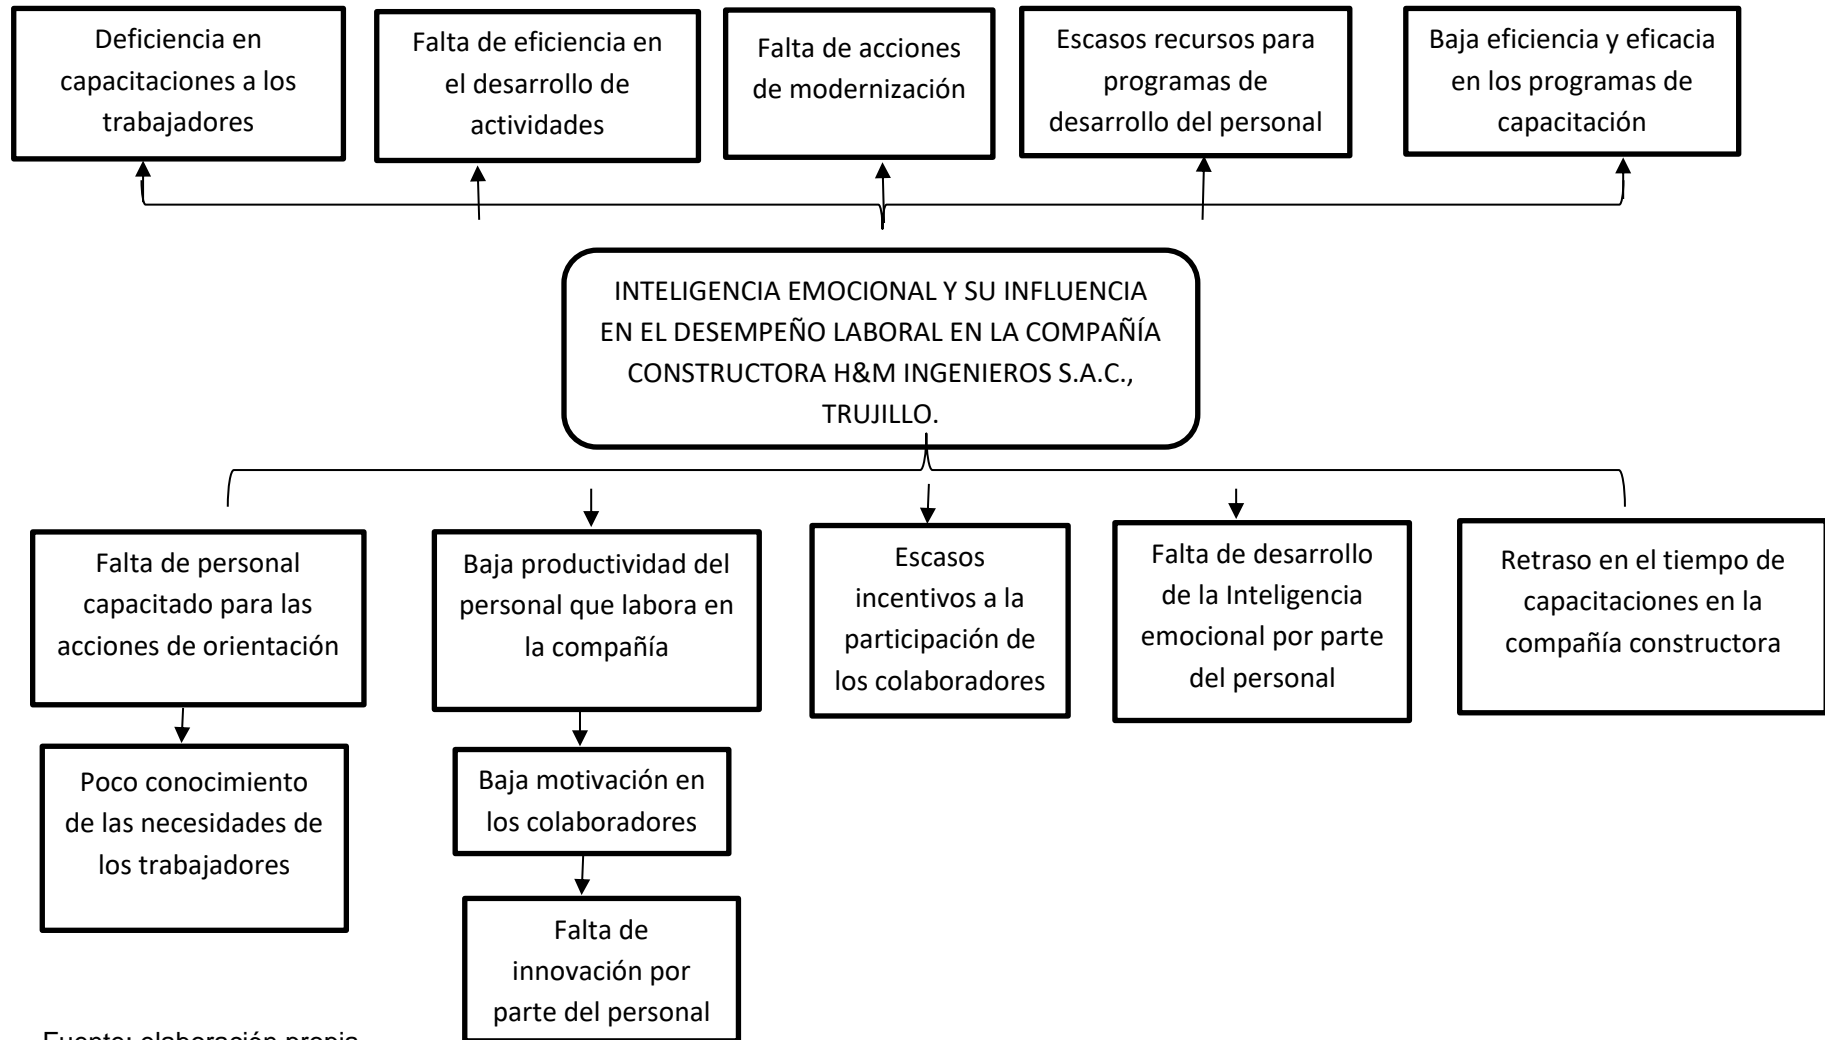 Deficiencia en
capacitaciones a los
trabajadores
Falta de eficiencia en
el desarrollo de
actividades
Falta de acciones
de modernización
Escasos recursos para
programas de
desarrollo del personal
Baja eficiencia y eficacia
en los programas de
capacitación
INTELIGENCIA EMOCIONAL Y SU INFLUENCIA
EN EL DESEMPEÑO LABORAL EN LA COMPAÑÍA
CONSTRUCTORA H&M INGENIEROS S.A.C.,
TRUJILLO.
Falta de personal
capacitado para las
acciones de orientación
Baja productividad del
personal que labora en
la compañía
Escasos
incentivos a la
participación de
los colaboradores
Falta de desarrollo
de la Inteligencia
emocional por parte
del personal
Retraso en el tiempo de
capacitaciones en la
compañía constructora
Poco conocimiento
de las necesidades de
los trabajadores
Baja motivación en
los colaboradores
Falta de
innovación por
parte del personal
Fuente: elaboración propia